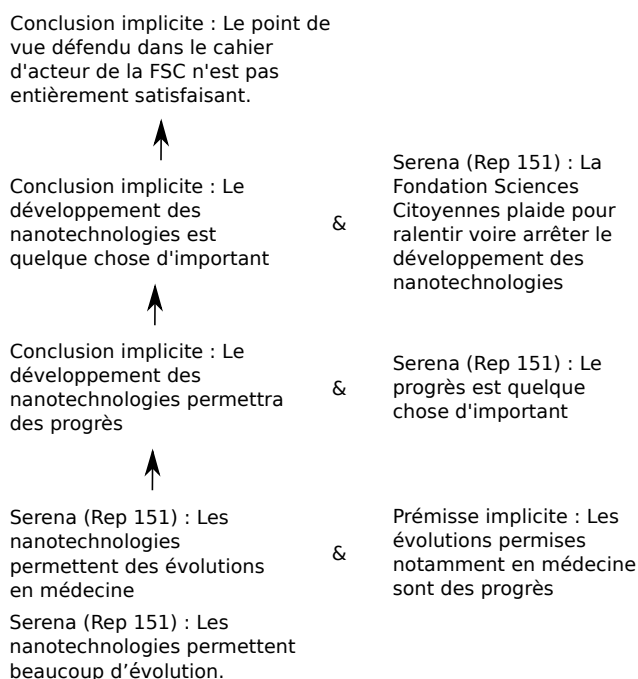 Conclusion implicite : Le point de
vue défendu dans le cahier
d'acteur de la FSC n'est pas
entièrement satisfaisant.
Conclusion implicite : Le
développement des
nanotechnologies est
quelque chose d'important
&
Serena (Rep 151) : La
Fondation Sciences
Citoyennes plaide pour
ralentir voire arrêter le
développement des
nanotechnologies
Conclusion implicite : Le
développement des
nanotechnologies permettra
des progrès
&
Serena (Rep 151) : Le
progrès est quelque
chose d'important
Serena (Rep 151) : Les
nanotechnologies
permettent des évolutions
en médecine
&
Prémisse implicite : Les
évolutions permises
notamment en médecine
sont des progrès
Serena (Rep 151) : Les
nanotechnologies permettent
beaucoup d’évolution.